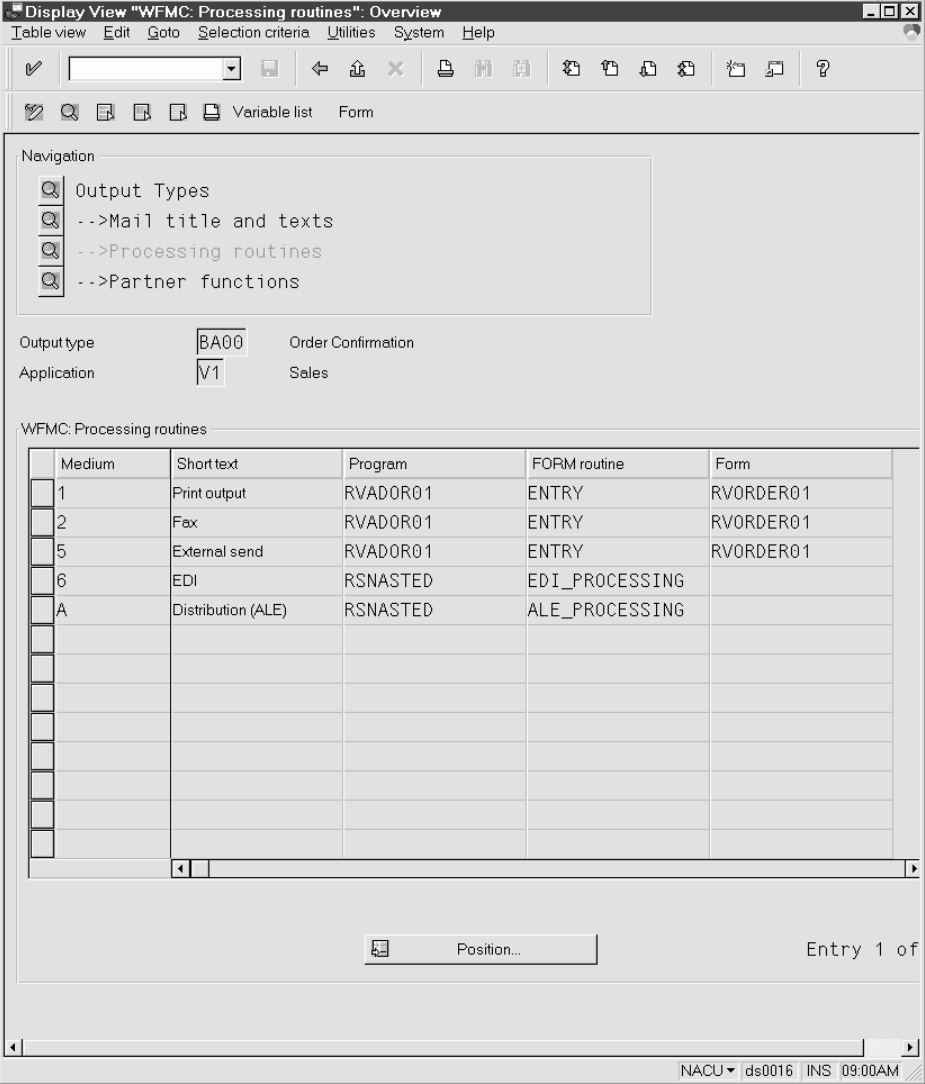 Display View "WFMC: Processing routines": Overview
Table view Edit Goto Selection criteria Utilities System Help
Variable list Form
Navigation
Output Types
-->Mail title and texts
-->Processing routines
-->Partner functions
Output type BA00 Order Confirmation
Application V1 Sales
WFMC: Processing routines
Medium Short text Program FORM routine Form
1 Print output RVADOR01 ENTRY RVORDER01
2 Fax RVADOR01 ENTRY RVORDER01
5 External send RVADOR01 ENTRY RVORDER01
6 EDI RSNASTED EDI_PROCESSING
A Distribution (ALE) RSNASTED ALE_PROCESSING
Position... Entry 1 of
NACU ds0016 INS 09:00AM